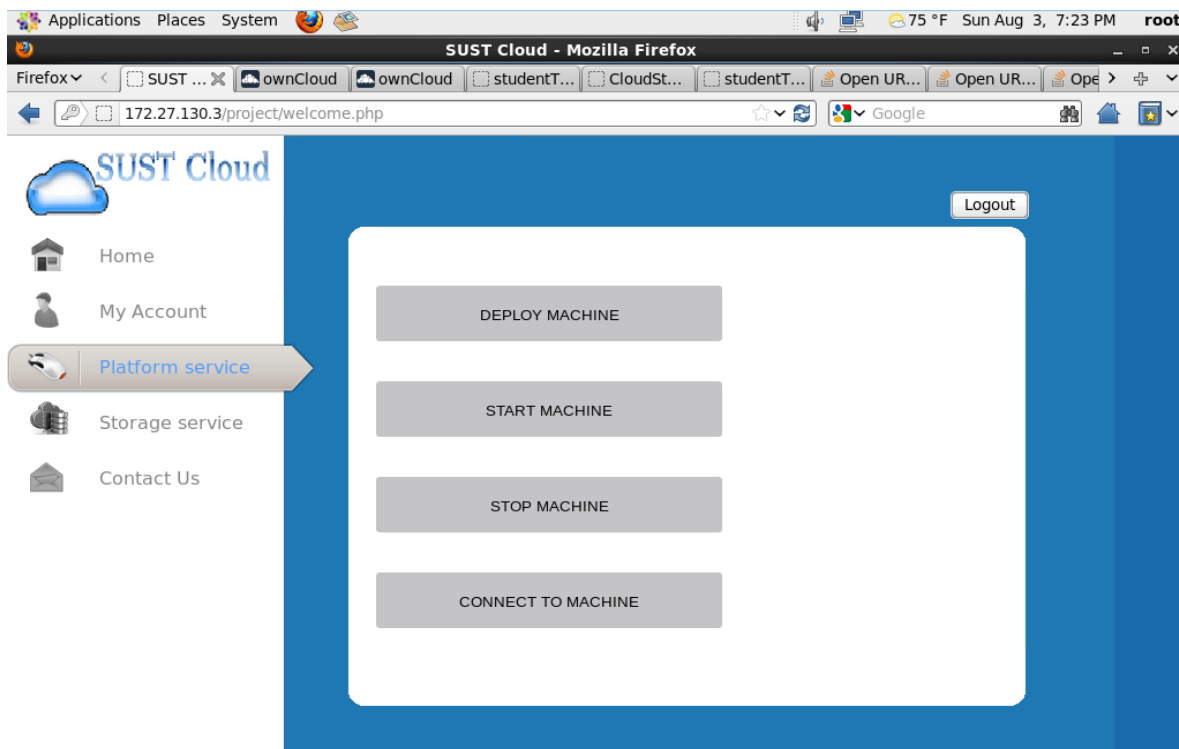 Applications Places System 75 °F Sun Aug 3, 7:23 PM root
SUST Cloud - Mozilla Firefox
Firefox SUST ... ownCloud ownCloud studentT... CloudSt... studentT... Open UR... Open UR... Ope
172.27.130.3/project/welcome.php Google
SUST Cloud
Logout
Home
My Account
Platform service
Storage service
Contact Us
DEPLOY MACHINE
START MACHINE
STOP MACHINE
CONNECT TO MACHINE